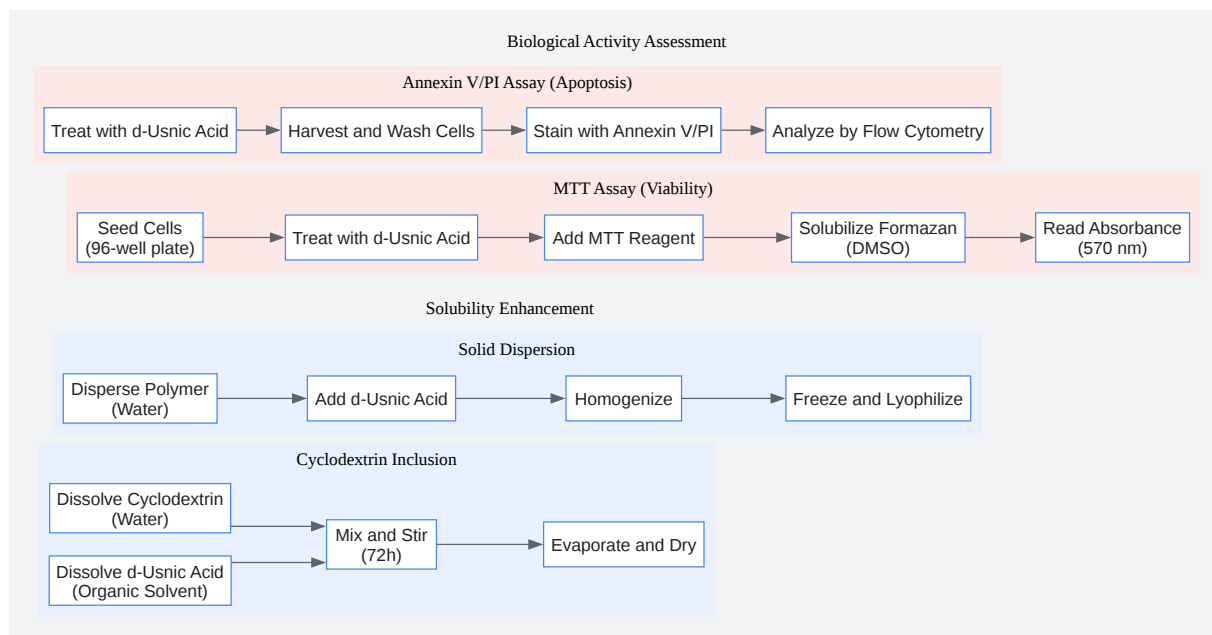 Biological Activity Assessment
Annexin V/PI Assay (Apoptosis)
Treat with d-Usnic Acid
Harvest and Wash Cells
Stain with Annexin V/PI
Analyze by Flow Cytometry
MTT Assay (Viability)
Seed Cells
(96-well plate)
Treat with d-Usnic Acid
Add MTT Reagent
Solubilize Formazan
(DMSO)
Read Absorbance
(570 nm)
Solubility Enhancement
Solid Dispersion
Disperse Polymer
(Water)
Add d-Usnic Acid
Homogenize
Freeze and Lyophilize
Cyclodextrin Inclusion
Dissolve Cyclodextrin
(Water)
Dissolve d-Usnic Acid
(Organic Solvent)
Mix and Stir
(72h)
Evaporate and Dry